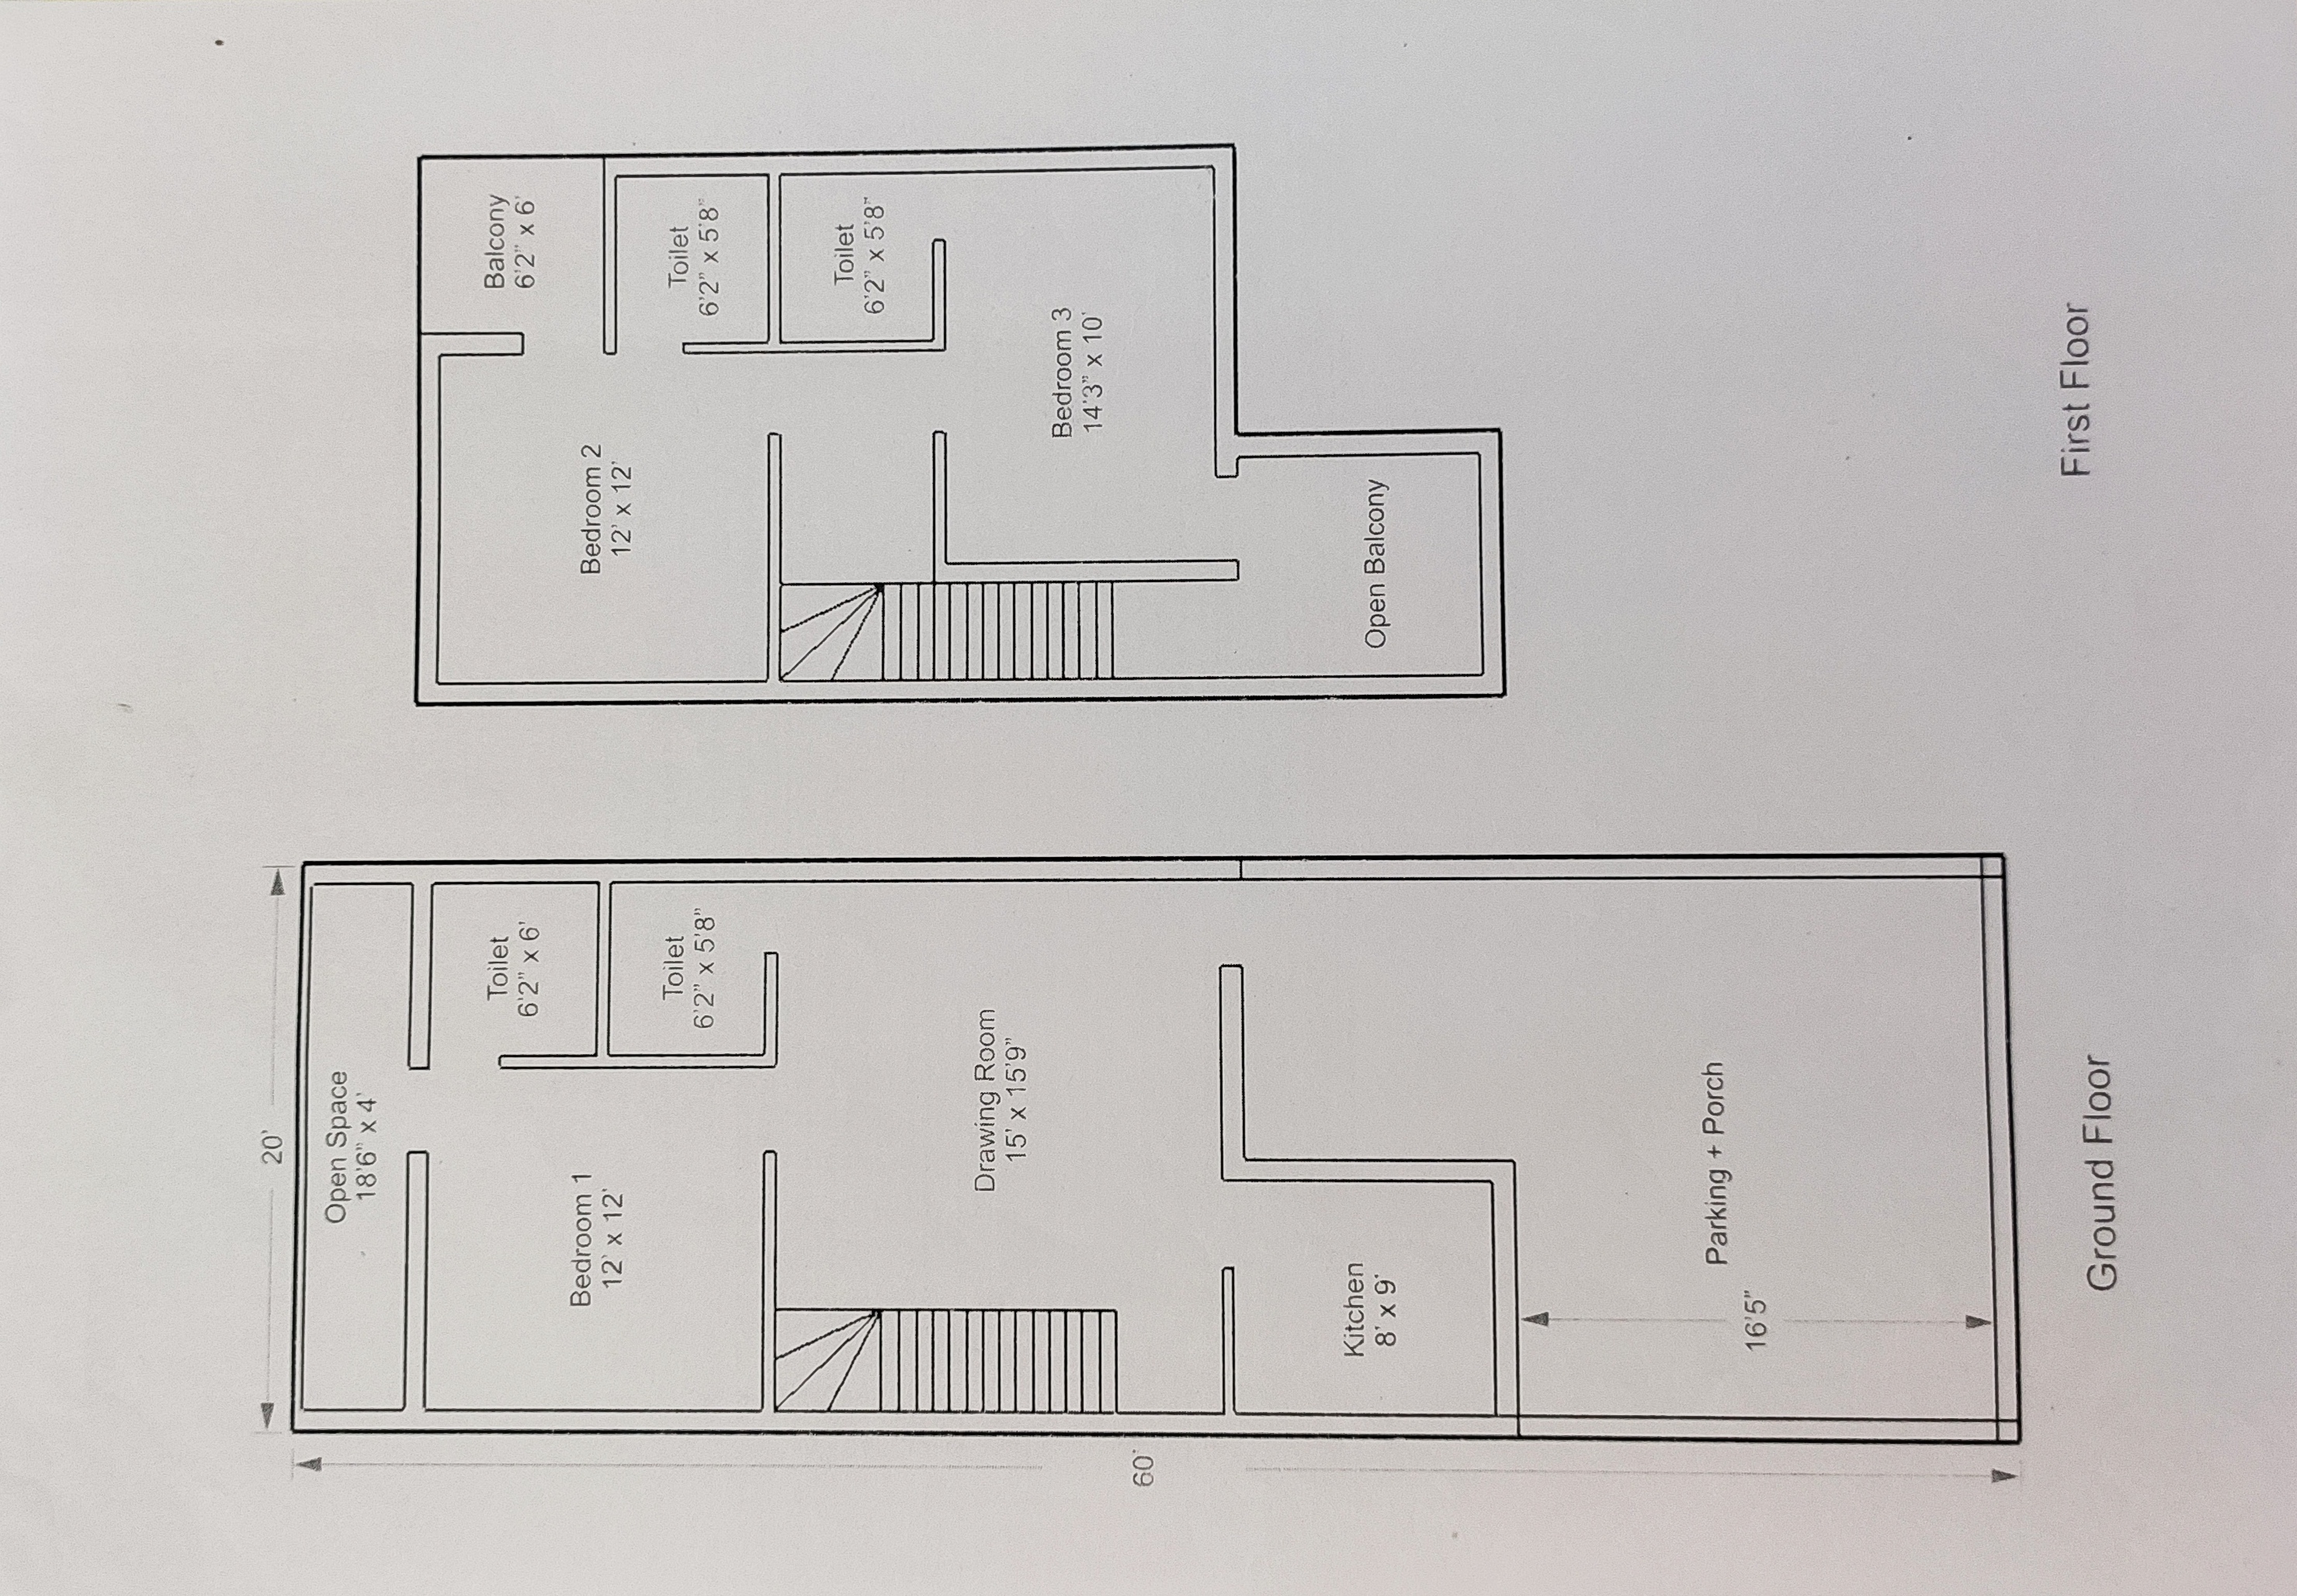 20'
Open Space
18'6" x 4'
Toilet
6'2" x 6'
Bedroom 1
12' x 12'
Toilet
6'2" x 5'8"
Drawing Room
15' x 15'9"
60'
Kitchen
8' x 9'
Parking + Porch
16'5"
Ground Floor
Balcony
6'2" x 6'
Bedroom 2
12' x 12'
Toilet
6'2" x 5'8"
Toilet
6'2" x 5'8"
Bedroom 3
14'3" x 10'
Open Balcony
First Floor